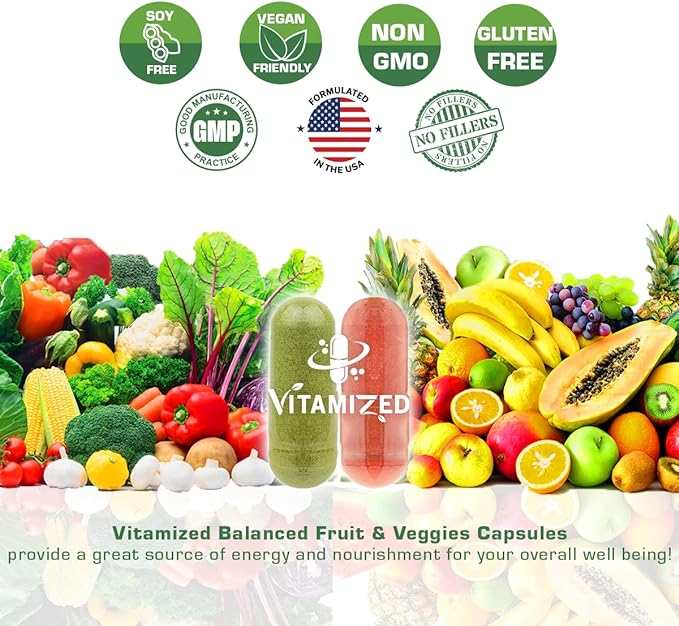 SOY
FREE
VEGAN
FRIENDLY
NON
GMO
GLUTEN
FREE
GOOD MANUFACTURING
GMP
PRACTICE
FORMULATED
IN THE USA
NO FILLERS
NO FILLERS
NO FILLERS
VITAMIZED
Vitamized Balanced Fruit & Veggies Capsules
provide a great source of energy and nourishment for your overall well being!